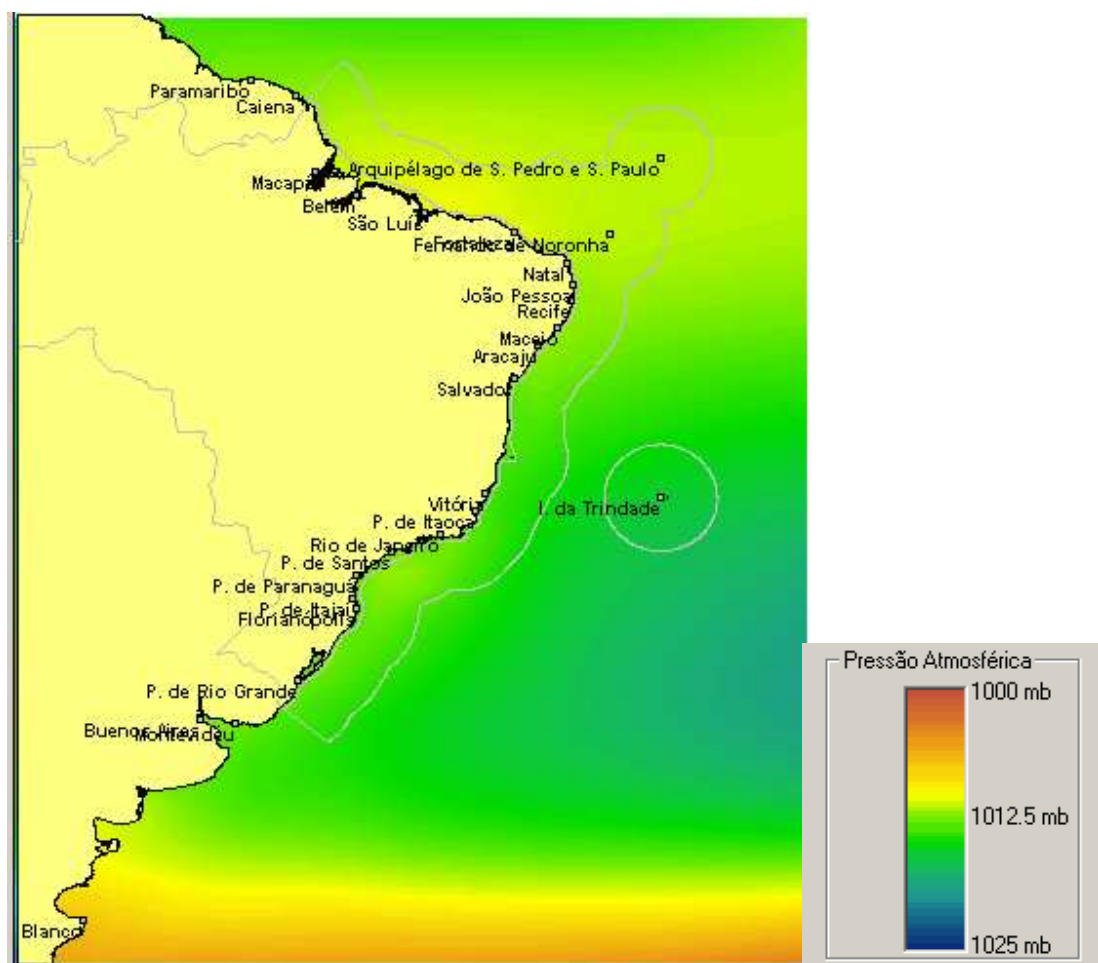 Paramaribo
Caiena
Arquipélago de S. Pedro e S. Paulo
Macapá
Belém
São Luís
Fortaleza
Fernando de Noronha
Natal
João Pessoa
Recife
Maceió
Aracaju
Salvador
Vitória
I. da Trindade
P. de Itaoca
Rio de Janeiro
P. de Santos
P. de Paranaguá
P. de Itajaí
Florianópolis
P. de Rio Grande
Buenos Aires
Montevideu
Blanco
Pressão Atmosférica
1000 mb
1012.5 mb
1025 mb